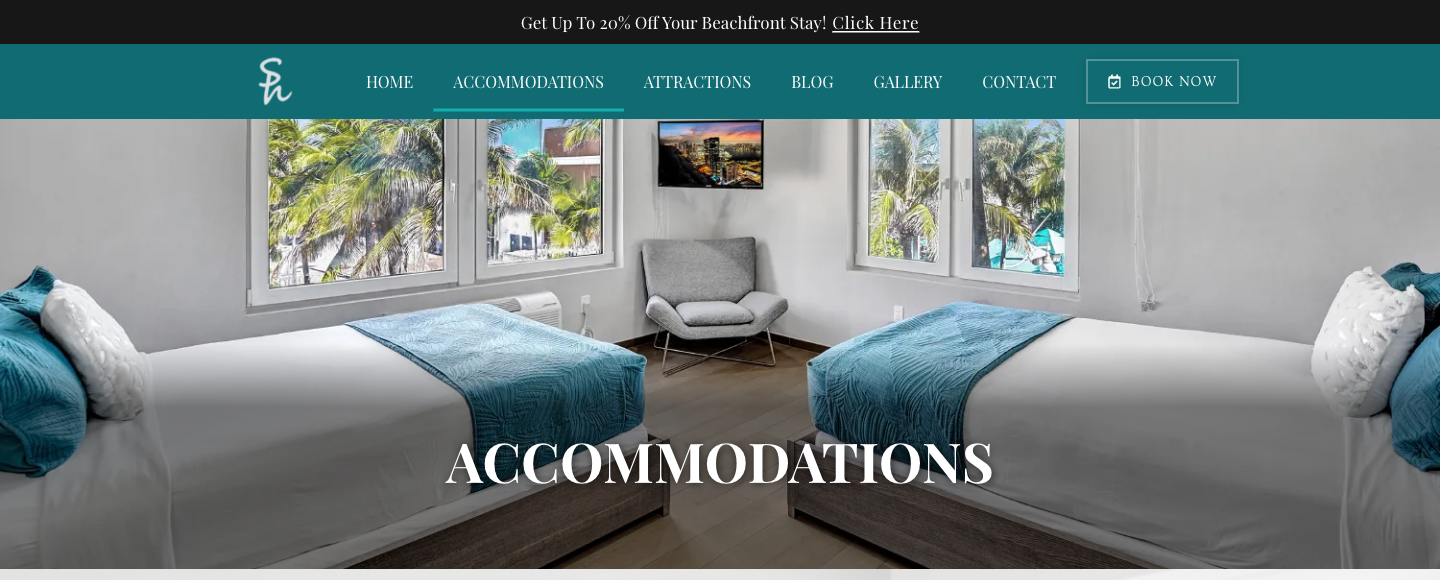 Get Up To 20% Off Your Beachfront Stay! Click Here
Sh
HOME ACCOMMODATIONS ATTRACTIONS BLOG GALLERY CONTACT BOOK NOW
ACCOMMODATIONS